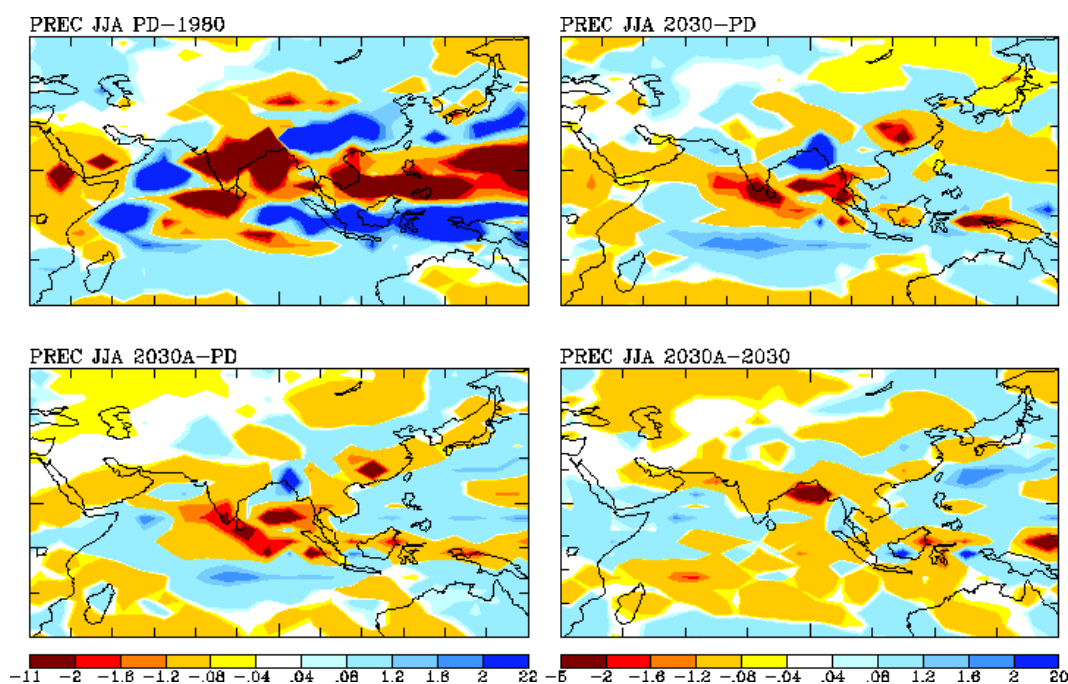 PREC JJA PD-1980
PREC JJA 2030-PD
PREC JJA 2030A-PD
PREC JJA 2030A-2030
-11 -2 -1.6 -1.2 -.08 -.04 .04 .08 1.2 1.6 2 22
-5 -2 -1.6 -1.2 -.08 -.04 .04 .08 1.2 1.6 2 20